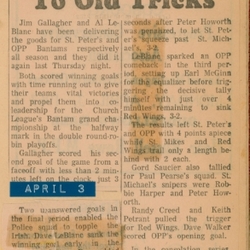 To Old Tricks
Jim Gallagher and Al Le-
Blanc have been delivering
the goods for St. Peter's and
OPP Bantams respectively
all season and they did it
again last Thursday night.
Both scored winning goals
with time running out to give
their teams vital victories
and propel them into co-
leadership for the Church
League's Bantam grand
championship at the halfway
mark in the double round-ro-
bin playoffs.
Gallagher scored his sec-
ond goal of the game from a
faceoff with less than 2 min-
utes left on the clock, just 2
APRIL 3
Two unanswered goals in
the final period enabled the
Police squad to topple the
Irish. Dave LeBlanc sank the
winning goal early in the
seconds after Peter Howorth
was penalized, to let St. Pet-
er's squeeze past St. Mich-
ael's, 3-2.
LeBlanc sparked an OPP
comeback in the third per-
iod, setting up Earl McGinn
for the equalizer before trig-
gering the decisive tally
himself with just over 4
minutes remaining to sink
Red Wings, 3-2.
The results left St. Peter's
and OPP with 4 points apiece
while St. Mikes and Red
Wings trail only a length be-
hind with 2 each.
Gord Saucier also tallied
for Paul Pearse's squad. St.
Michael's snipers were Rob-
bie Harper and Peter How-
orth.
Randy Creed and Keith
Tarrant pulled the trigger
for Red Wings. Dave Walker
scored OPP's opening goal.